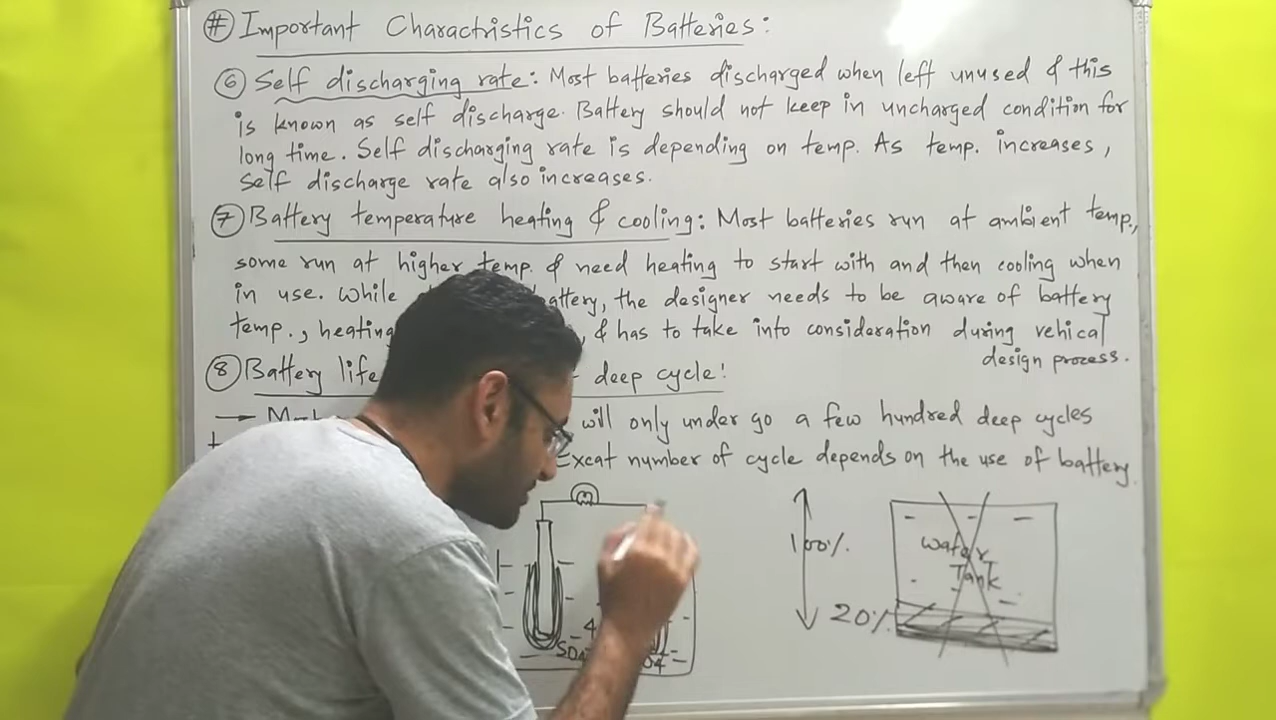 # Important Charactristics of Batteries:
6 Self discharging rate: Most batteries discharged when left unused & this
is known as self discharge. Battery should not keep in uncharged condition for
long time. Self discharging rate is depending on temp. As temp. increases,
self discharge rate also increases.
7 Battery temperature heating & cooling: Most batteries run at ambient temp.,
some run at higher temp. & need heating to start with and then cooling when
in use. While battery, the designer needs to be aware of battery
temp., heating & has to take into consideration during vehical
design process.
8 Battery life deep cycle!
→ will only under go a few hundred deep cycles
Excat number of cycle depends on the use of battery.
100%.
water
Tank
20%.
4
SO4